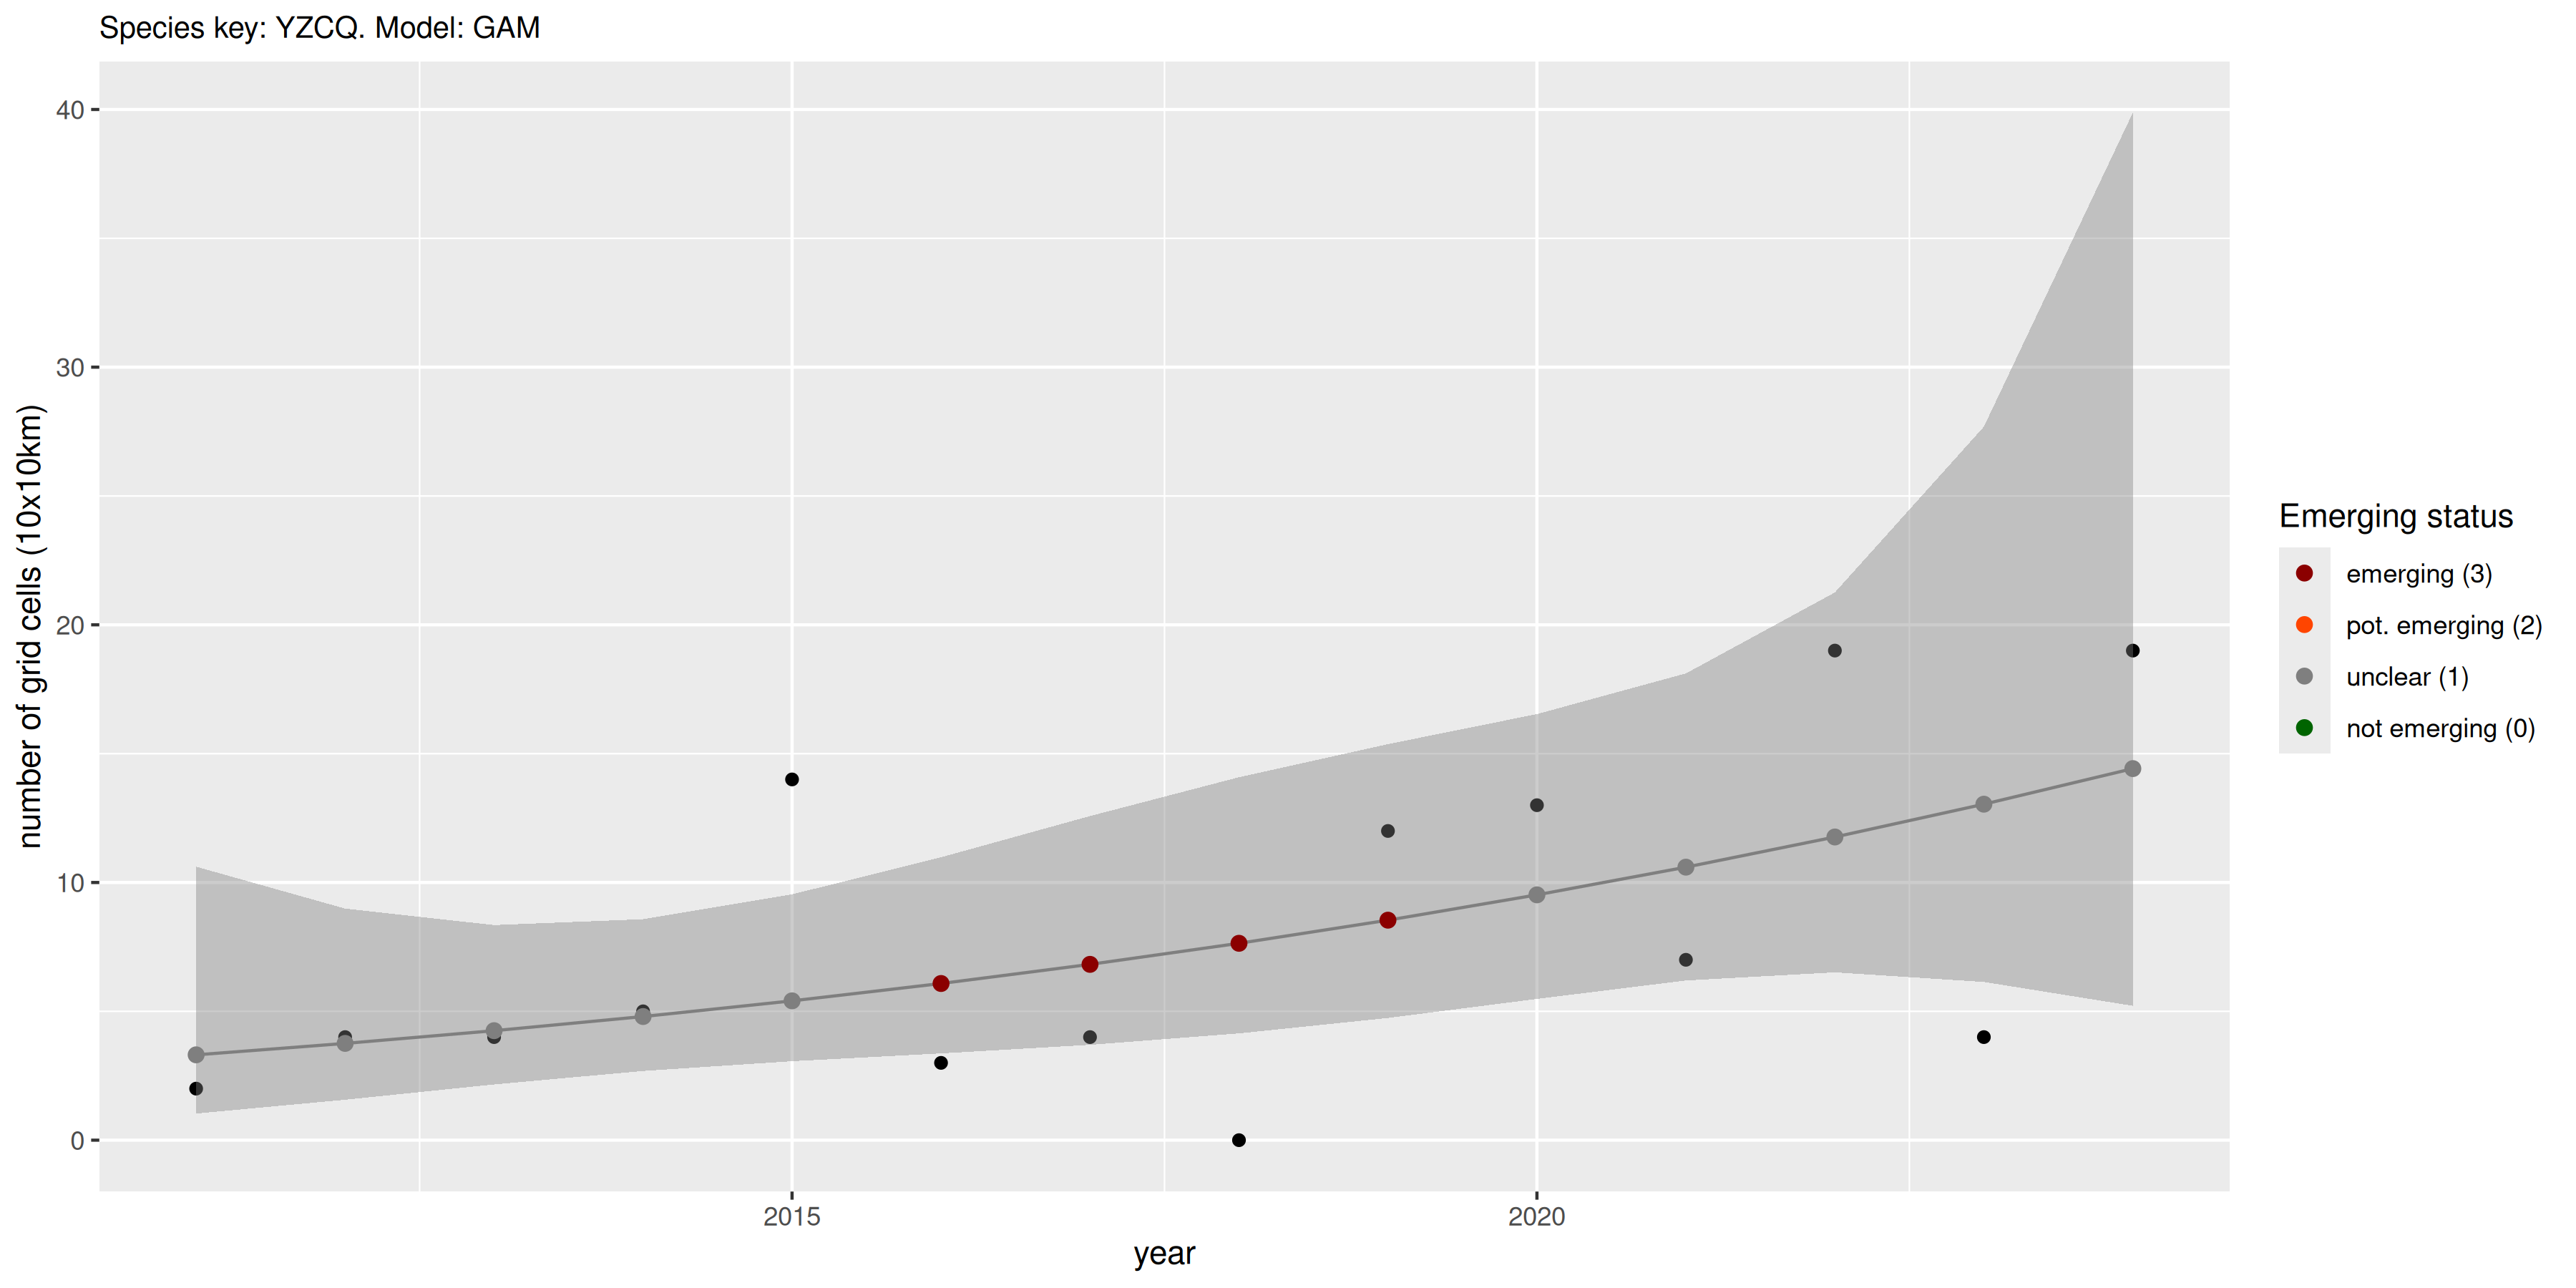 Species key: YZCQ. Model: GAM
40
30
20
10
0
number of grid cells (10x10km)
2015
2020
year
Emerging status
emerging (3)
pot. emerging (2)
unclear (1)
not emerging (0)